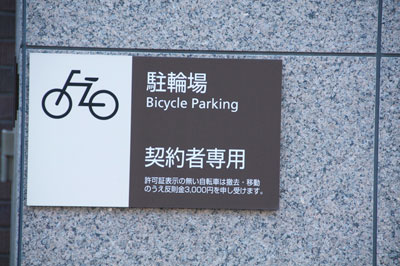 駐輪場
Bicycle Parking
契約者専用
許可証表示の無い自転車は撤去・移動
のうえ反則金3,000円を申し受けます。